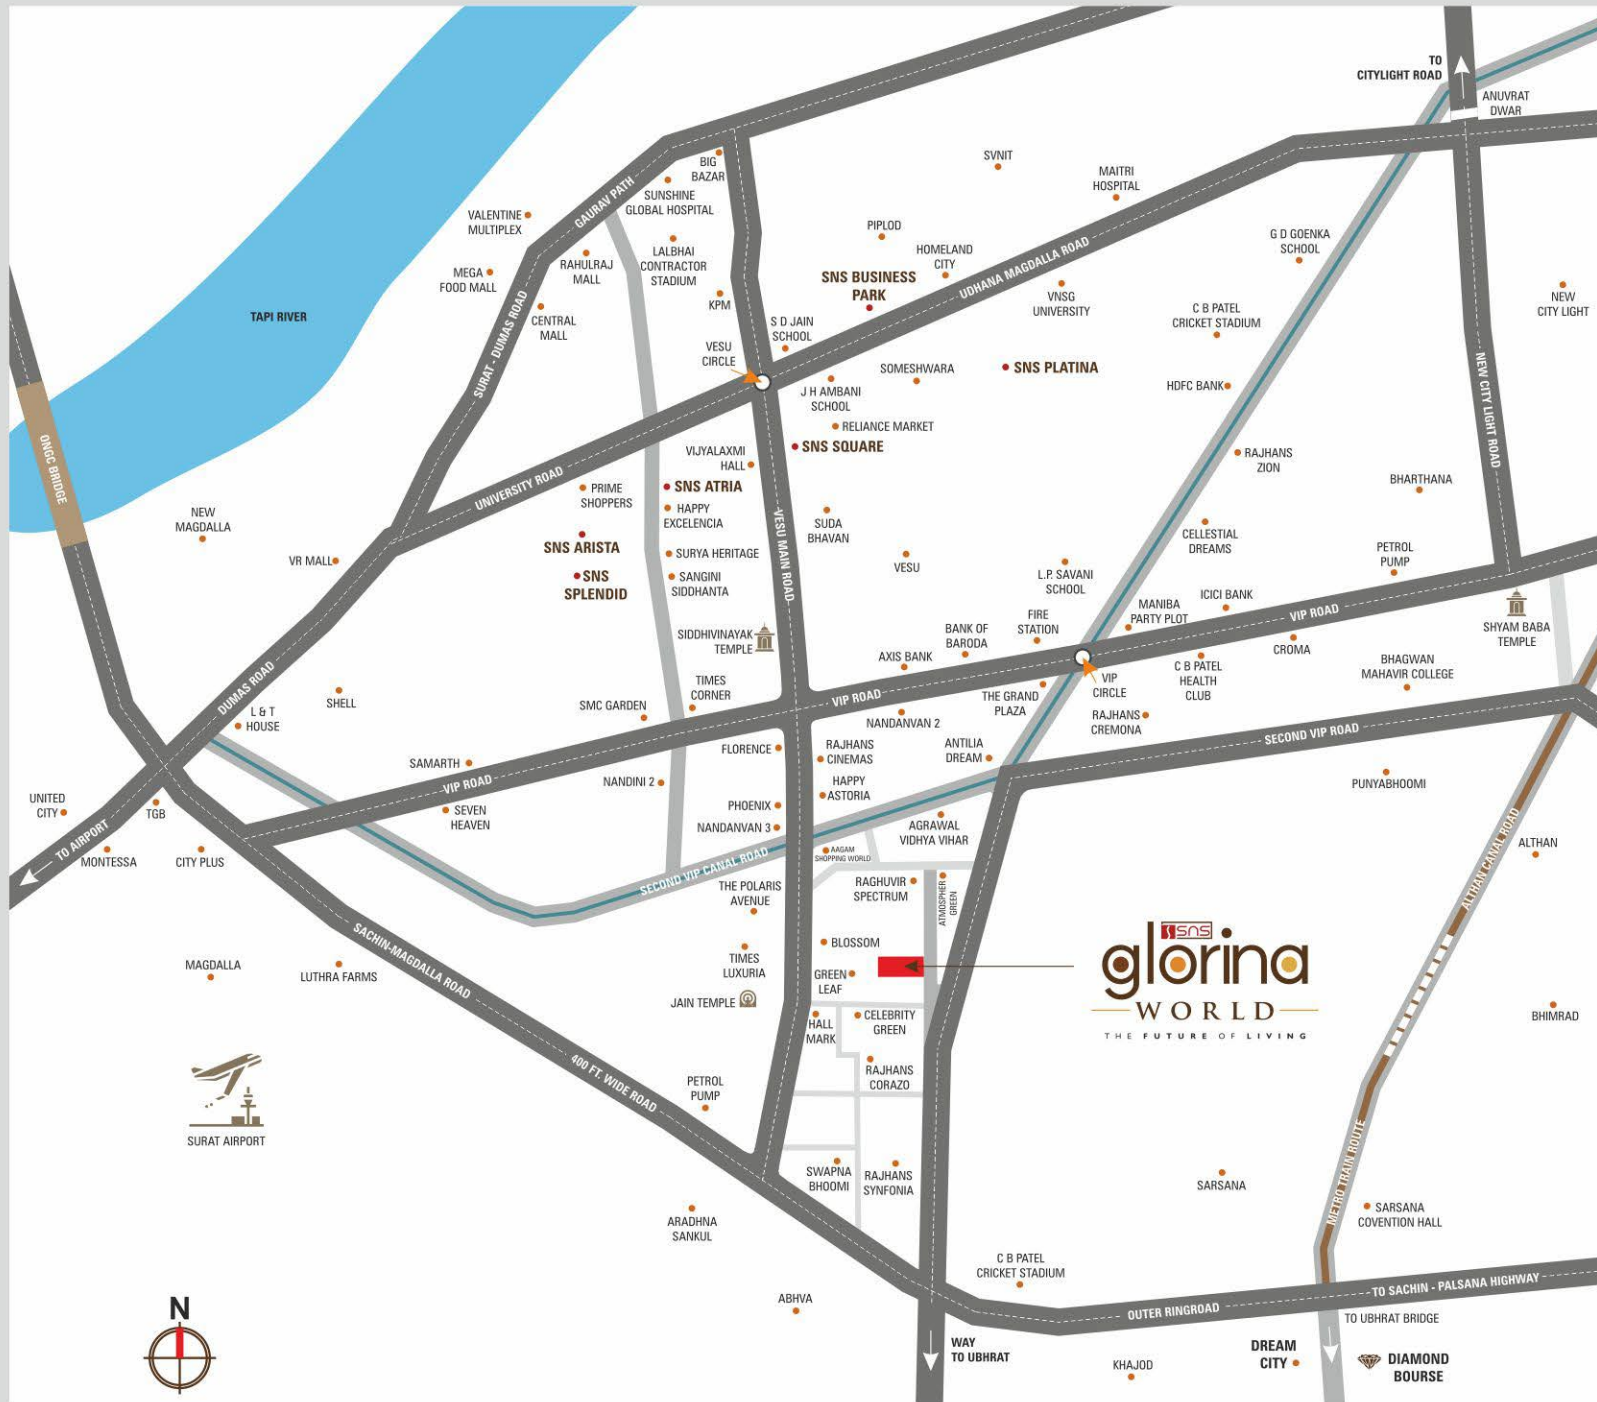 TO
CITYLIGHT ROAD
ANUVRAT
DWAR
BIG
BAZAR
SVNIT
MAITRI
HOSPITAL
GAURAV PATH
SUNSHINE
GLOBAL HOSPITAL
VALENTINE
MULTIPLEX
PIPLOD
G D GOENKA
SCHOOL
RAHULRAJ
MALL
LALBHAI
CONTRACTOR
STADIUM
HOMELAND
CITY
UDHANA MAGDALLA ROAD
MEGA
FOOD MALL
SNS BUSINESS
PARK
VNSG
UNIVERSITY
NEW
CITY LIGHT
KPM
TAPI RIVER
CENTRAL
MALL
S D JAIN
SCHOOL
C B PATEL
CRICKET STADIUM
SURAT - DUMAS ROAD
VESU
CIRCLE
SOMESHWARA
SNS PLATINA
HDFC BANK
J H AMBANI
SCHOOL
NEW CITY LIGHT ROAD
RELIANCE MARKET
SNS SQUARE
VIJYALAXMI
HALL
RAJHANS
ZION
ONGC BRIDGE
UNIVERSITY ROAD
PRIME
SHOPPERS
SNS ATRIA
BHARTHANA
HAPPY
EXCELENCIA
NEW
MAGDALLA
SUDA
BHAVAN
CELLESTIAL
DREAMS
VESU MAIN ROAD
SNS ARISTA
SURYA HERITAGE
VR MALL
VESU
PETROL
PUMP
SNS
SPLENDID
SANGINI
SIDDHANTA
L.P. SAVANI
SCHOOL
ICICI BANK
MANIBA
PARTY PLOT
VIP ROAD
FIRE
STATION
BANK OF
BARODA
SHYAM BABA
TEMPLE
SIDDHIVINAYAK
TEMPLE
AXIS BANK
CROMA
C B PATEL
HEALTH
CLUB
BHAGWAN
MAHAVIR COLLEGE
DUMAS ROAD
TIMES
CORNER
VIP
CIRCLE
VIP ROAD
THE GRAND
PLAZA
SHELL
SMC GARDEN
L & T
HOUSE
NANDANVAN 2
RAJHANS
CREMONA
SECOND VIP ROAD
FLORENCE
RAJHANS
CINEMAS
ANTILIA
DREAM
SAMARTH
VIP ROAD
NANDINI 2
HAPPY
ASTORIA
PUNYABHOOMI
UNITED
CITY
TGB
SEVEN
HEAVEN
PHOENIX
NANDANVAN 3
AGRAWAL
VIDHYA VIHAR
TO AIRPORT
MONTESSA
CITY PLUS
AAGAM
SHOPPING WORLD
ALTHAN
ALTHAN CANAL ROAD
SECOND VIP CANAL ROAD
THE POLARIS
AVENUE
RAGHUVIR
SPECTRUM
ATMOSPHER
GREEN
SACHIN-MAGDALLA ROAD
BLOSSOM
SNS
glorina
WORLD
THE FUTURE OF LIVING
MAGDALLA
LUTHRA FARMS
TIMES
LUXURIA
GREEN
LEAF
JAIN TEMPLE
HALL
MARK
CELEBRITY
GREEN
BHIMRAD
400 FT. WIDE ROAD
RAJHANS
CORAZO
PETROL
PUMP
SURAT AIRPORT
SWAPNA
BHOOMI
RAJHANS
SYNFONIA
SARSANA
METRO TRAIN ROUTE
SARSANA
COVENTION HALL
ARADHNA
SANKUL
C B PATEL
CRICKET STADIUM
ABHVA
OUTER RINGROAD
TO SACHIN - PALSANA HIGHWAY
TO UBHRAT BRIDGE
N
WAY
TO UBHRAT
KHAJOD
DREAM
CITY
DIAMOND
BOURSE